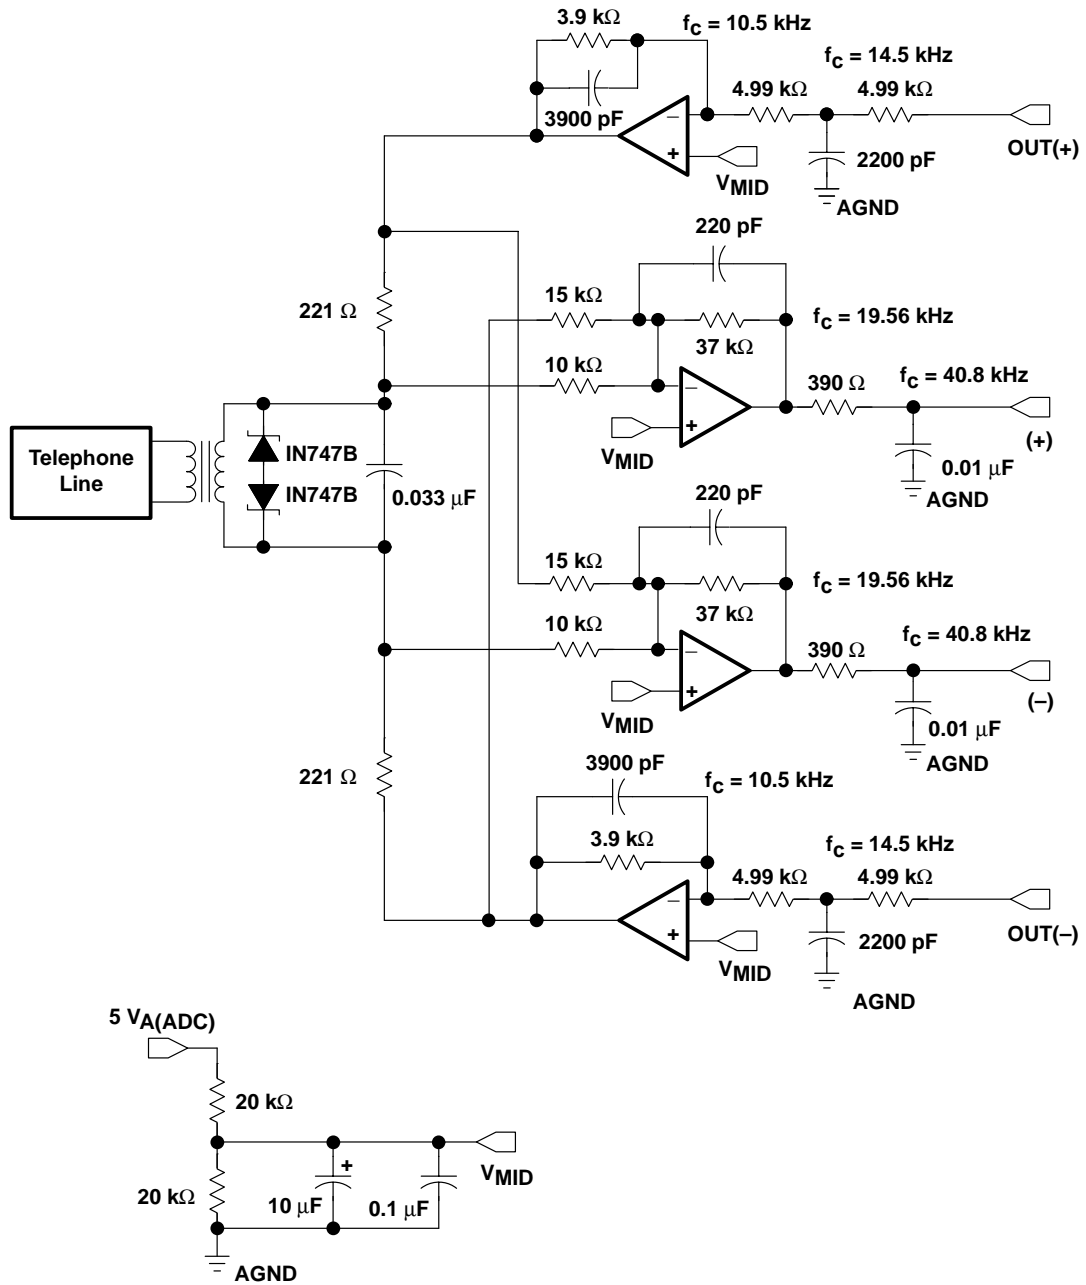 3.9 kΩ
fc = 10.5 kHz
fc = 14.5 kHz
4.99 kΩ
4.99 kΩ
3900 pF
–
+
OUT(+)
VMID
2200 pF
AGND
220 pF
221 Ω
15 kΩ
fc = 19.56 kHz
37 kΩ
10 kΩ
–
+
390 Ω
fc = 40.8 kHz
(+)
VMID
0.01 μF
AGND
Telephone
Line
IN747B
IN747B
0.033 μF
220 pF
15 kΩ
fc = 19.56 kHz
37 kΩ
10 kΩ
–
+
390 Ω
fc = 40.8 kHz
(–)
VMID
0.01 μF
AGND
221 Ω
3900 pF
fc = 10.5 kHz
3.9 kΩ
fc = 14.5 kHz
4.99 kΩ
4.99 kΩ
–
+
OUT(–)
VMID
2200 pF
AGND
5 VA(ADC)
20 kΩ
+
VMID
20 kΩ
10 μF
0.1 μF
AGND